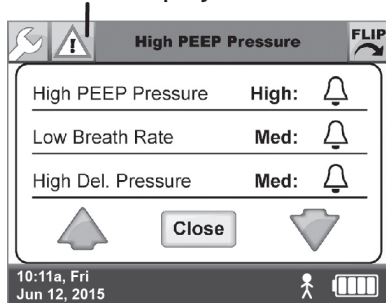 High PEEP Pressure
FLIP
High PEEP Pressure High:
Low Breath Rate Med:
High Del. Pressure Med:
Close
10:11a, Fri
Jun 12, 2015